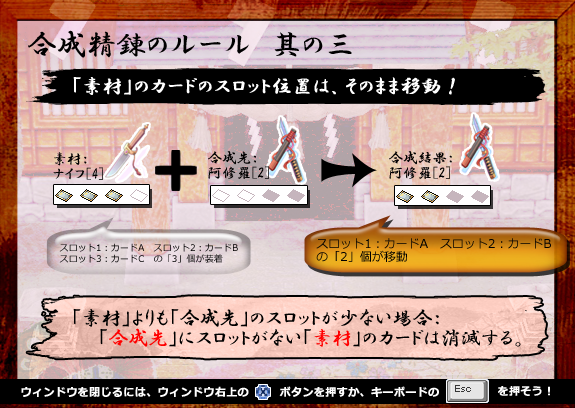 合成精錬のルール 其の三
「素材」のカードのスロット位置は、そのまま移動！
素材：
ナイフ[4]
合成先：
阿修羅[2]
合成結果：
阿修羅[2]
スロット1：カードA スロット2：カードB
スロット3：カードC の「3」個が装着
スロット1：カードA スロット2：カードB
の「2」個が移動
「素材」よりも「合成先」のスロットが少ない場合：
「合成先」にスロットがない「素材」のカードは消滅する。
ウィンドウを閉じるには、ウィンドウ右上の ボタンを押すか、キーボードの Esc を押そう！